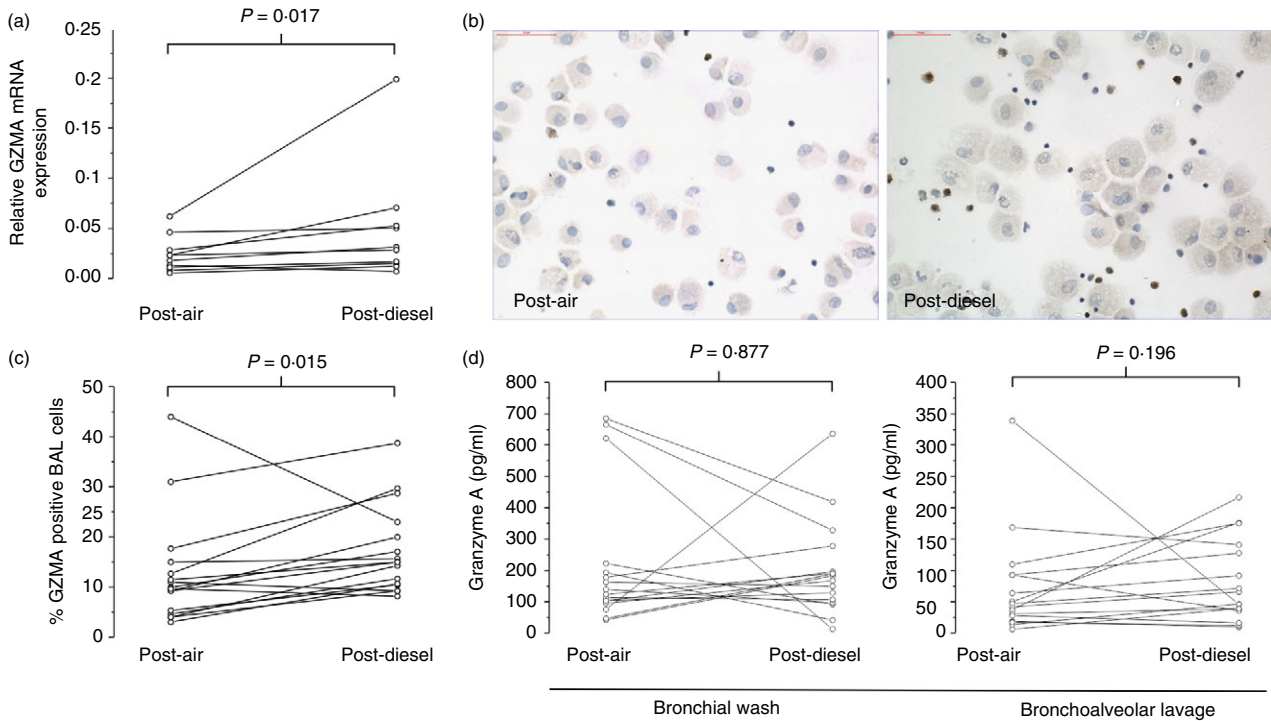 (a)
P = 0·017
0·25
0·2
0·15
0·1
0·05
0·00
Relative GZMA mRNA
expression
Post-air
Post-diesel
(b)
Post-air
Post-diesel
(c)
P = 0·015
50
40
30
20
10
0
% GZMA positive BAL cells
Post-air
Post-diesel
(d)
P = 0·877
800
700
600
500
400
300
200
100
0
Granzyme A (pg/ml)
Post-air
Post-diesel
Bronchial wash
P = 0·196
400
350
300
250
200
150
100
50
0
Granzyme A (pg/ml)
Post-air
Post-diesel
Bronchoalveolar lavage